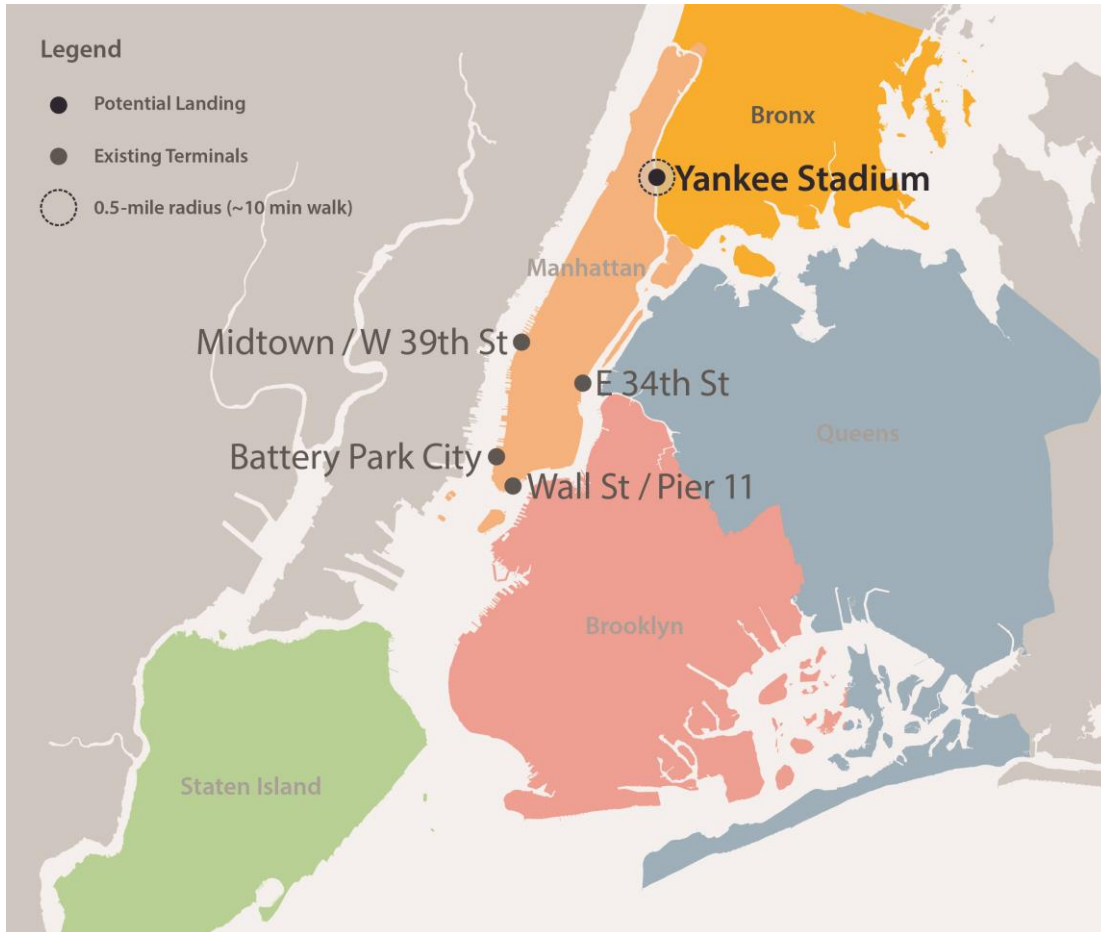 Legend
Potential Landing
Existing Terminals
0.5-mile radius (~10 min walk)
Bronx
Yankee Stadium
Manhattan
Midtown / W 39th St
E 34th St
Queens
Battery Park City
Wall St / Pier 11
Brooklyn
Staten Island